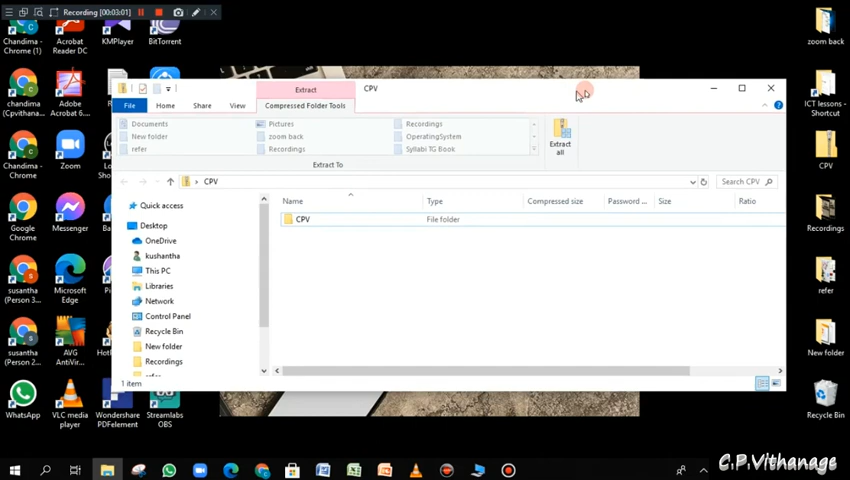 Recording [00:03:01]
Chandima - Chrome (1)
Acrobat Reader DC
KMPlayer
BitTorrent
zoom back
Extract
CPV
File
Home
Share
View
Compressed Folder Tools
Documents
Pictures
Recordings
New folder
zoom back
OperatingSystem
refer
Recordings
Syllabi TG Book
Extract all
Extract To
CPV
Search CPV
Name
Type
Compressed size
Password ...
Size
Ratio
CPV
File folder
Quick access
Desktop
OneDrive
kushantha
This PC
Libraries
Network
Control Panel
Recycle Bin
New folder
Recordings
1 item
chandima (Cpvithana...
Adobe Acrobat 6...
ICT lessons - Shortcut
Chandima - Chrome
Zoom
CPV
Google Chrome
Messenger
Recordings
susantha (Person 3...
Microsoft Edge
refer
susantha (Person 2...
AVG AntiVir...
New folder
WhatsApp
VLC media player
Wondershare PDFelement
Streamlabs OBS
Recycle Bin
C.P.Vithanage